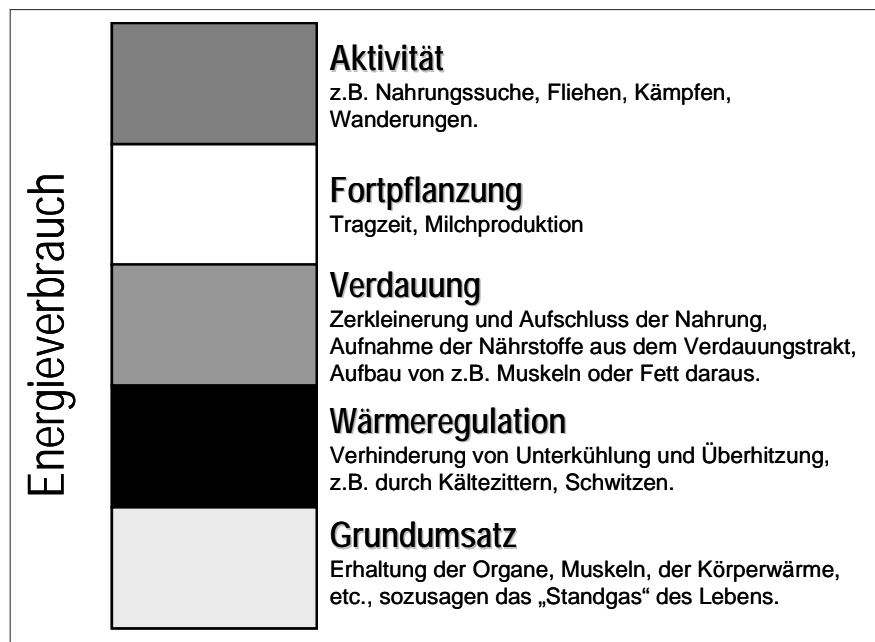 Energieverbrauch
Aktivität
z.B. Nahrungssuche, Fliehen, Kämpfen,
Wanderungen.
Fortpflanzung
Tragzeit, Milchproduktion
Verdauung
Zerkleinerung und Aufschluss der Nahrung,
Aufnahme der Nährstoffe aus dem Verdauungstrakt,
Aufbau von z.B. Muskeln oder Fett daraus.
Wärmeregulation
Verhinderung von Unterkühlung und Überhitzung,
z.B. durch Kältezittern, Schwitzen.
Grundumsatz
Erhaltung der Organe, Muskeln, der Körperwärme,
etc., sozusagen das „Standgas“ des Lebens.